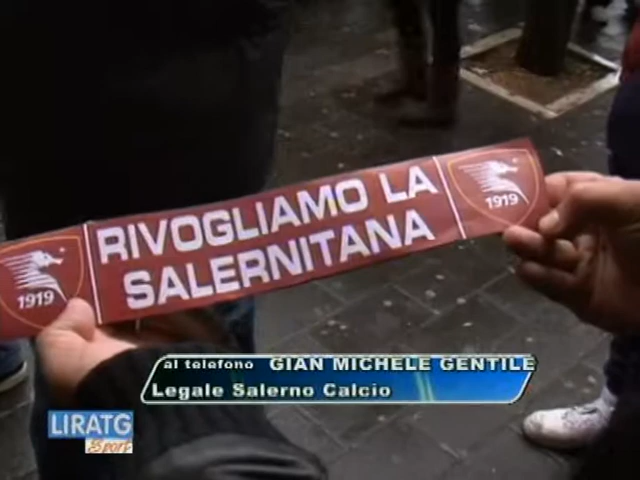 RIVOGLIAMO LA
SALERNITANA
1919
1919
al telefono GIAN MICHELE GENTILE
Legale Salerno Calcio
LIRATG
Sport